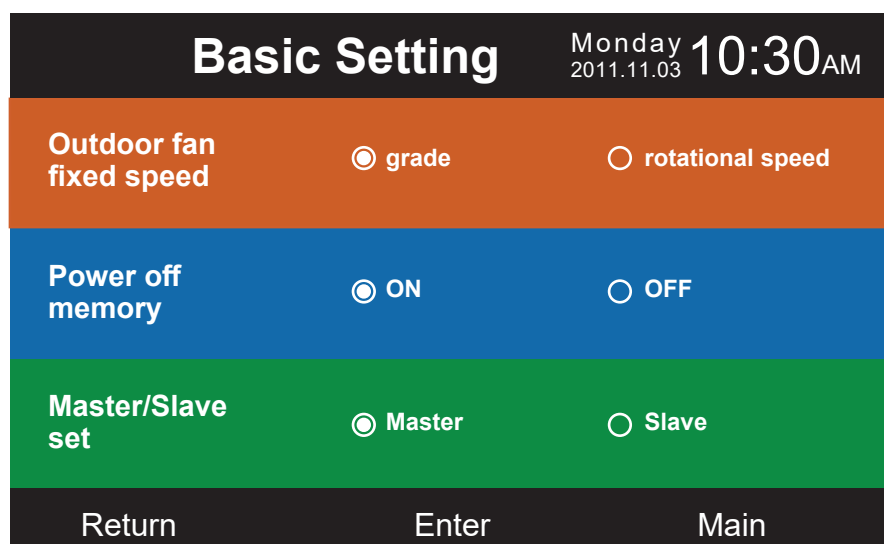 Basic Setting
Monday
2011.11.03
10:30AM
Outdoor fan
fixed speed
grade
rotational speed
Power off
memory
ON
OFF
Master/Slave
set
Master
Slave
Return
Enter
Main